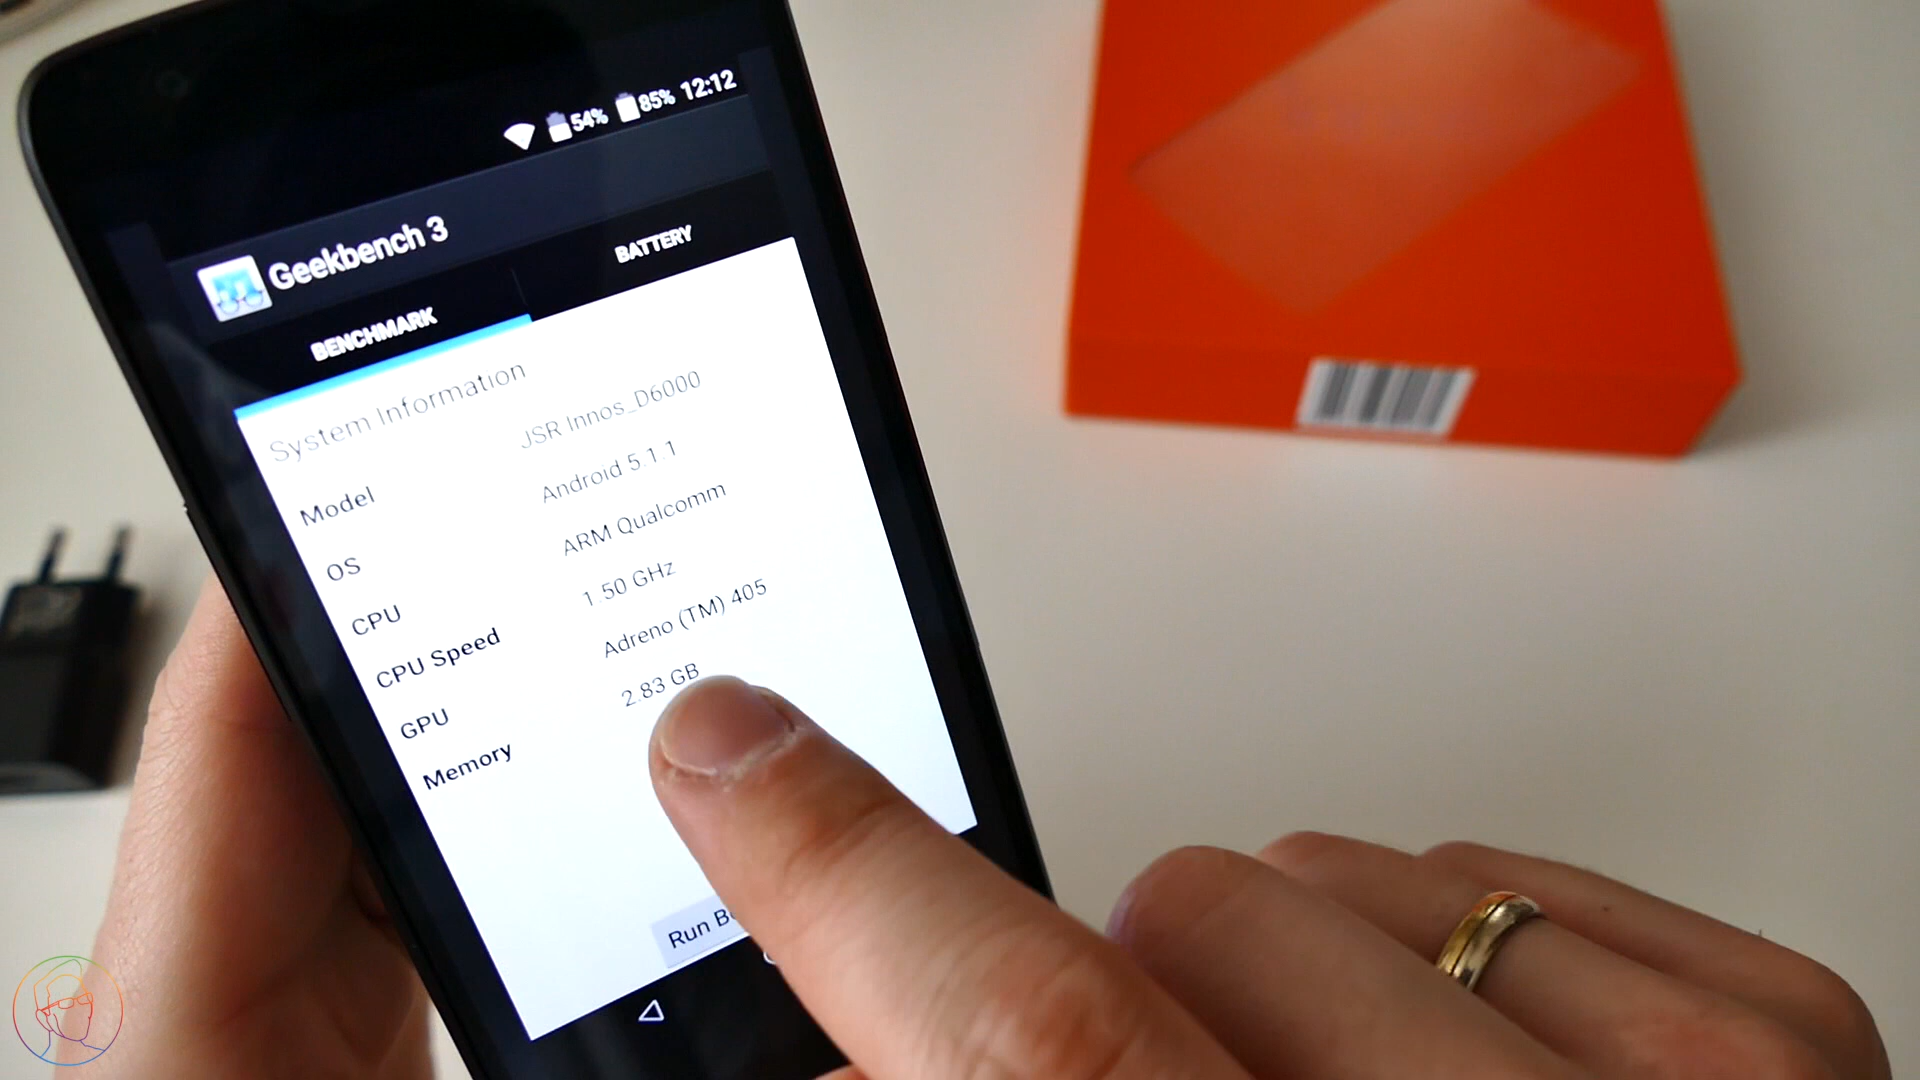 54% 85% 12:12
Geekbench 3
BENCHMARK BATTERY
System Information
Model JSR Innos_D6000
OS Android 5.1.1
CPU ARM Qualcomm
CPU Speed 1.50 GHz
GPU Adreno (TM) 405
Memory 2.83 GB
Run